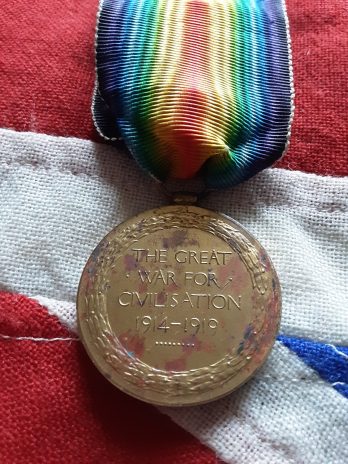 THE GREAT
· WAR FOR ·
CIVILISATION
1914-1919